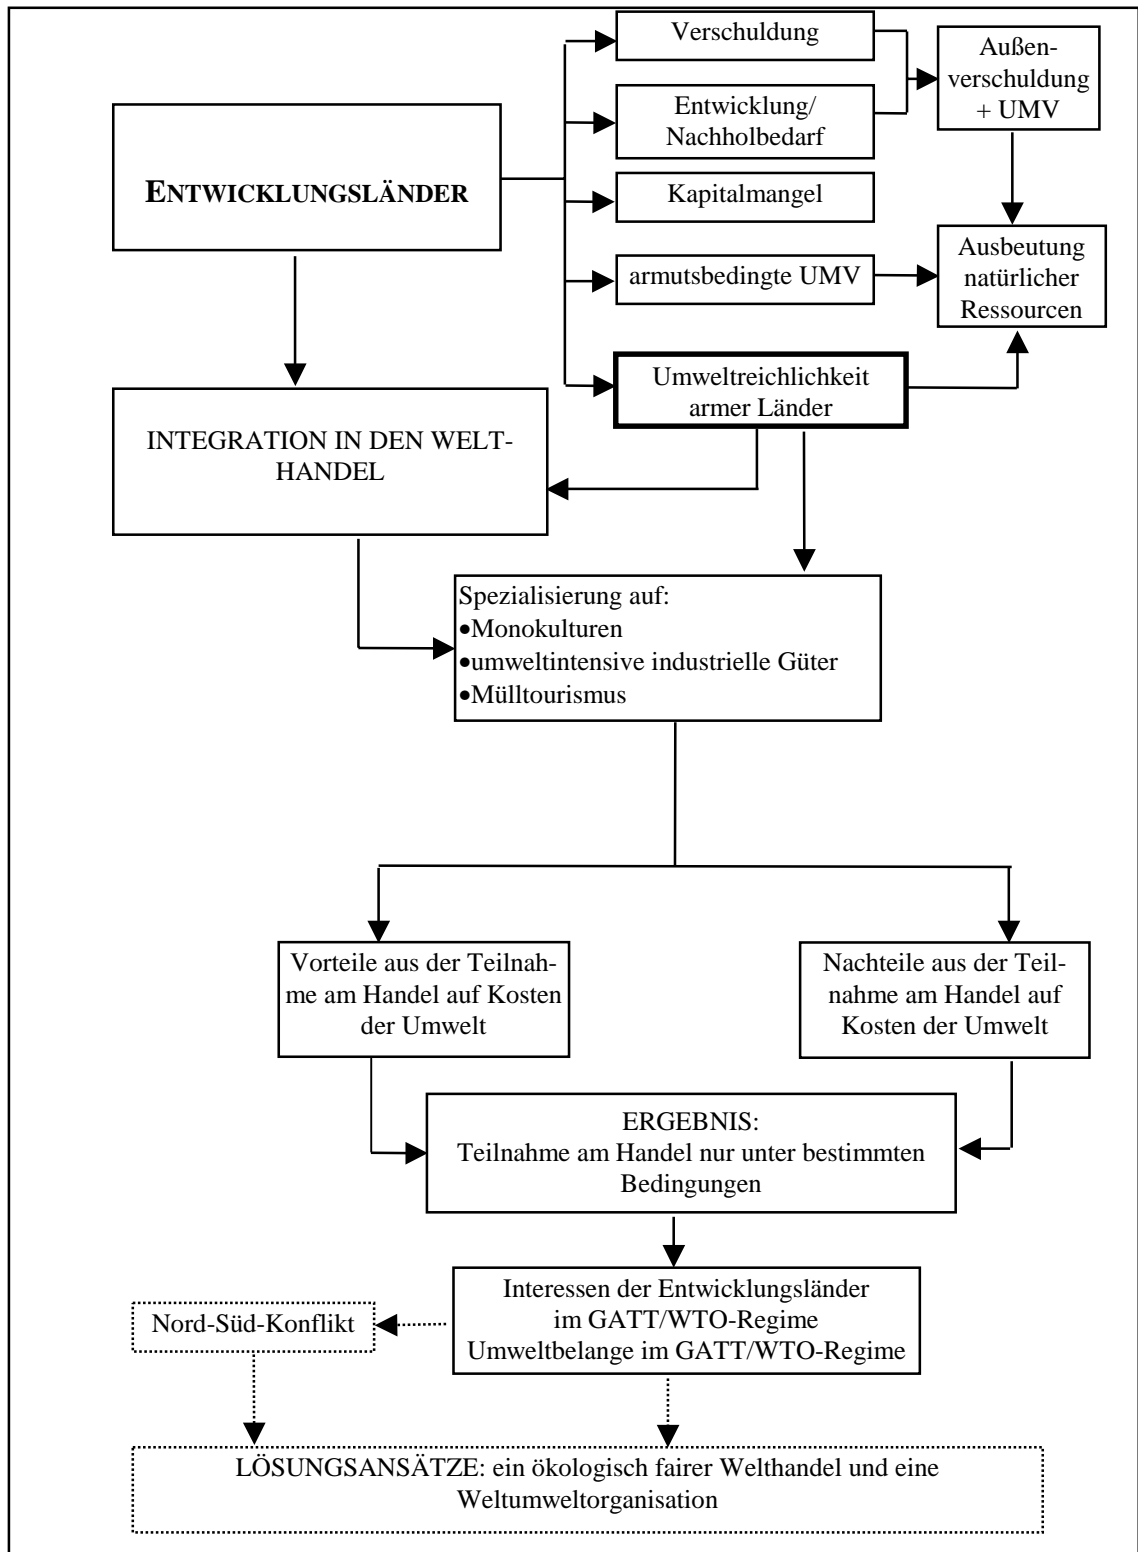 Verschuldung
Außen-
verschuldung
+ UMV
Entwicklung/
Nachholbedarf
ENTWICKLUNGSLÄNDER
Kapitalmangel
armutsbedingte UMV
Ausbeutung
natürlicher
Ressourcen
Umweltreichlichkeit
armer Länder
INTEGRATION IN DEN WELT-
HANDEL
Spezialisierung auf:
•Monokulturen
•umweltintensive industrielle Güter
•Mülltourismus
Vorteile aus der Teilnah-
me am Handel auf Kosten
der Umwelt
Nachteile aus der Teil-
nahme am Handel auf
Kosten der Umwelt
ERGEBNIS:
Teilnahme am Handel nur unter bestimmten
Bedingungen
Interessen der Entwicklungsländer
im GATT/WTO-Regime
Umweltbelange im GATT/WTO-Regime
Nord-Süd-Konflikt
LÖSUNGSANSÄTZE: ein ökologisch fairer Welthandel und eine
Weltumweltorganisation